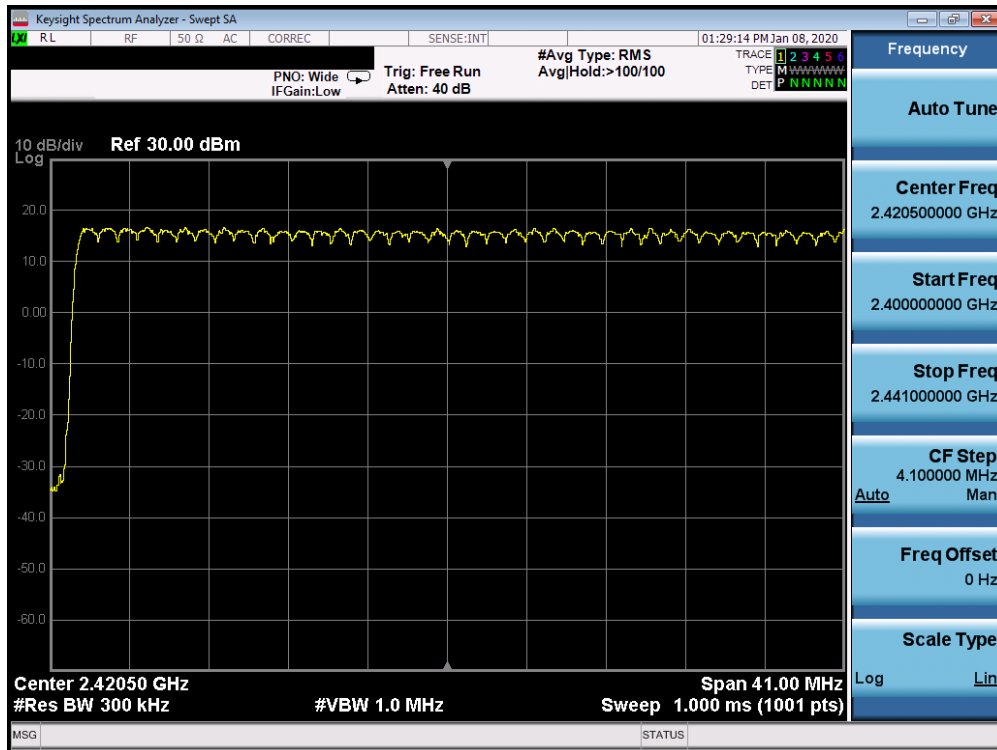 Keysight Spectrum Analyzer - Swept SA
LXI RL RF 50 Ω AC CORREC SENSE:INT 01:29:14 PM Jan 08, 2020
PNO: Wide Trig: Free Run #Avg Type: RMS TRACE 1 2 3 4 5 6
IFGain:Low Atten: 40 dB Avg|Hold:>100/100 TYPE M WWWWW
DET P N N N N N
10 dB/div Ref 30.00 dBm
Log
20.0
10.0
0.00
-10.0
-20.0
-30.0
-40.0
-50.0
-60.0
Center 2.42050 GHz Span 41.00 MHz
#Res BW 300 kHz #VBW 1.0 MHz Sweep 1.000 ms (1001 pts)
MSG STATUS
Frequency
Auto Tune
Center Freq
2.420500000 GHz
Start Freq
2.400000000 GHz
Stop Freq
2.441000000 GHz
CF Step
4.100000 MHz
Auto Man
Freq Offset
0 Hz
Scale Type
Log Lin